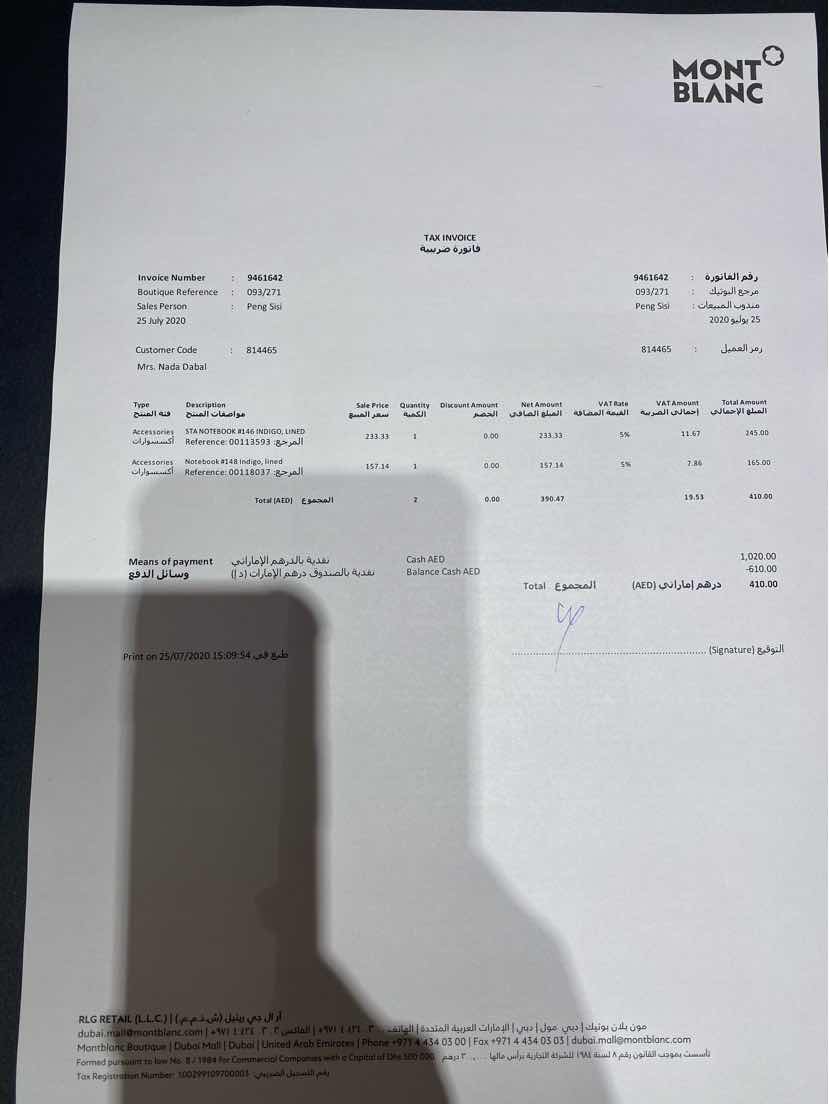 MONT
BLANC
TAX INVOICE
فاتورة ضريبية
Invoice Number : 9461642
9461642 : رقم الفاتورة
Boutique Reference : 093/271
093/271 : مرجع البوتيك
Sales Person : Peng Sisi
Peng Sisi : مندوب المبيعات
25 July 2020
25 يوليو 2020
Customer Code : 814465
814465 : رمز العميل
Mrs. Nada Dabal
Type Description Sale Price Quantity Discount Amount Net Amount VAT Rate VAT Amount Total Amount
فئة المنتج مواصفات المنتج سعر المبيع الكمية الخصم المبلغ الصافي القيمة المضافة إجمالي الضريبة المبلغ الإجمالي
Accessories STA NOTEBOOK #146 INDIGO, LINED 233.33 1 0.00 233.33 5% 11.67 245.00
أكسسوارات Reference: 00113593 المرجع:
Accessories Notebook #148 Indigo, lined 157.14 1 0.00 157.14 5% 7.86 165.00
أكسسوارات Reference: 00118037 المرجع:
Total (AED) المجموع 2 0.00 390.47 19.53 410.00
Means of payment نقدية بالدرهم الإماراتي Cash AED 1,020.00
وسائل الدفع نقدية بالصندوق درهم الإمارات (د إ) Balance Cash AED -610.00
Total المجموع (AED) درهم إماراتي 410.00
Print on 25/07/2020 15:09:54 طبع في
(Signature) التوقيع
RLG RETAIL (L.L.C.) | آر ال جي ريتيل (ش.ذ.م.م.)
مون بلان بوتيك | دبي مول | دبي | الإمارات العربية المتحدة | الهاتف ٠٠ ٤٣٤٠٣ ٤ ٩٧١+ | الفاكس ٠٣ ٤٣٤٠٣ ٤ ٩٧١+ | dubai.mall@montblanc.com
Montblanc Boutique | Dubai Mall | Dubai | United Arab Emirates | Phone +971 4 434 03 00 | Fax +971 4 434 03 03 | dubai.mall@montblanc.com
Formed pursuant to law No. 8 / 1984 for Commercial Companies with a Capital of Dhs 300 000 تأسست بموجب القانون رقم ٨ لسنة ١٩٨٤ للشركة التجارية برأس مالها ٣٠٠,٠٠٠ درهم
Tax Registration Number: 100299109700003 رقم التسجيل الضريبي: